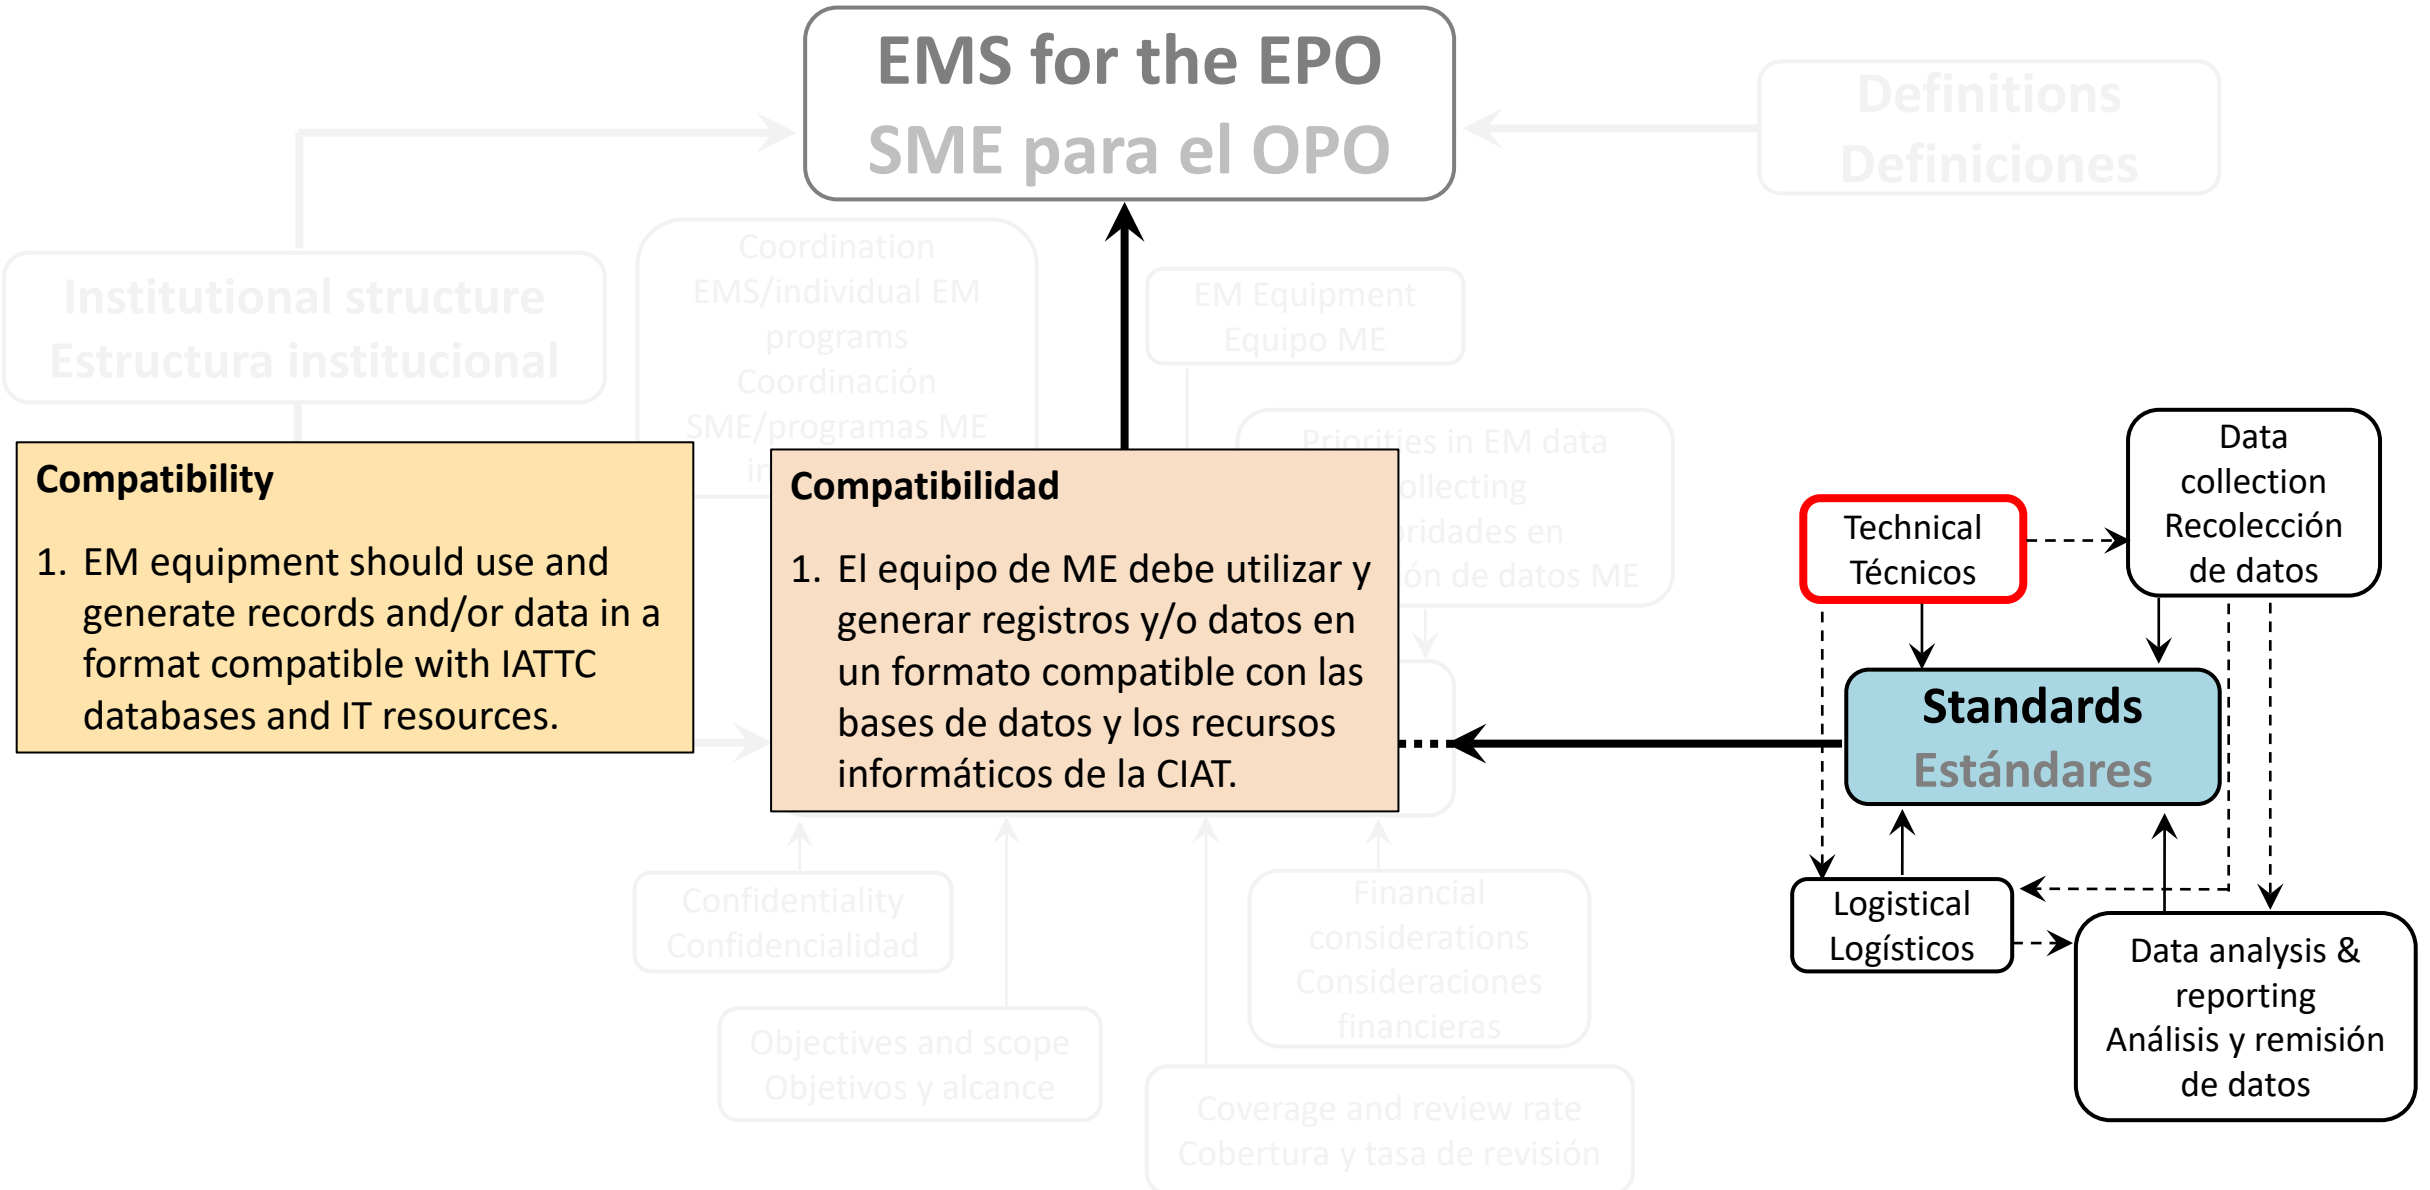 EMS for the EPO
SME para el OPO
Definitions
Definiciones
Institutional structure
Estructura institucional
Coordination
EMS/individual EM
programs
Coordinación
SME/programas ME
EM Equipment
Equipo ME
Priorities in EM data
en
de datos ME
Compatibility
1. EM equipment should use and
generate records and/or data in a
format compatible with IATTC
databases and IT resources.
Compatibilidad
1. El equipo de ME debe utilizar y
generar registros y/o datos en
un formato compatible con las
bases de datos y los recursos
informáticos de la CIAT.
Technical
Técnicos
Data
collection
Recolección
de datos
Standards
Estándares
Logistical
Logísticos
Data analysis &
reporting
Análisis y remisión
de datos
Confidentiality
Confidencialidad
Financial
considerations
Consideraciones
financieras
Objectives and scope
Objetivos y alcance
Coverage and review rate
Cobertura y tasa de revisión